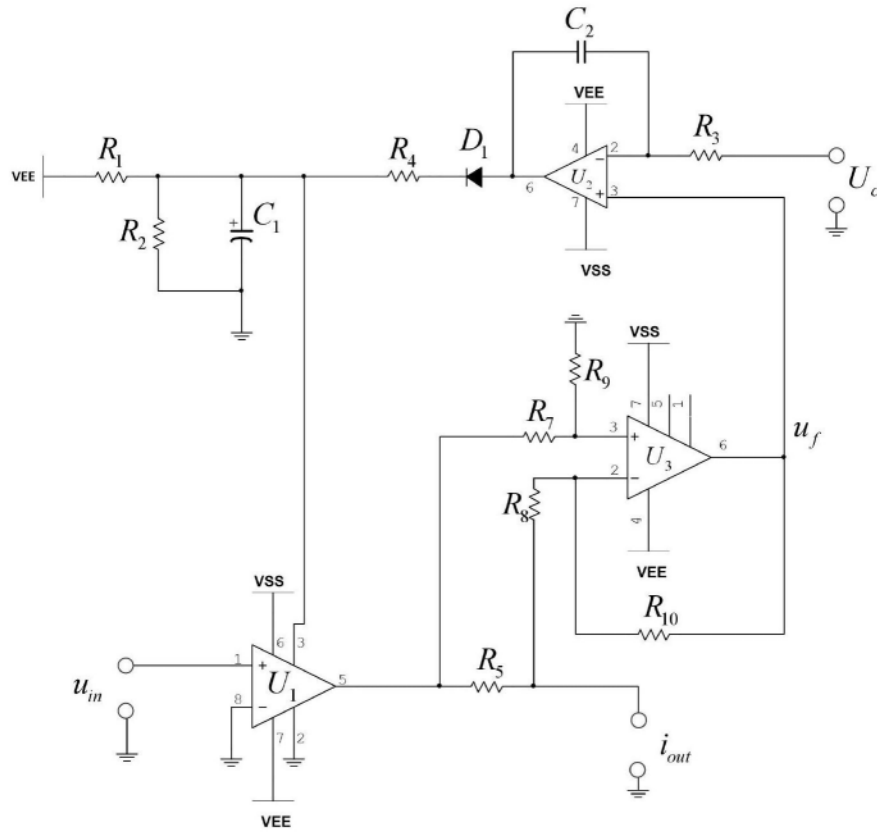 C2
VEE
R1
R4
D1
4
2
R3
VEE
−
6
U2
+
3
Uc
7
R2
+
C1
VSS
VSS
R9
7
5
1
R7
3
+
6
uf
U3
2
−
R8
4
VEE
R10
VSS
6
3
R5
1
+
5
uin
U1
8
−
7
2
iout
VEE